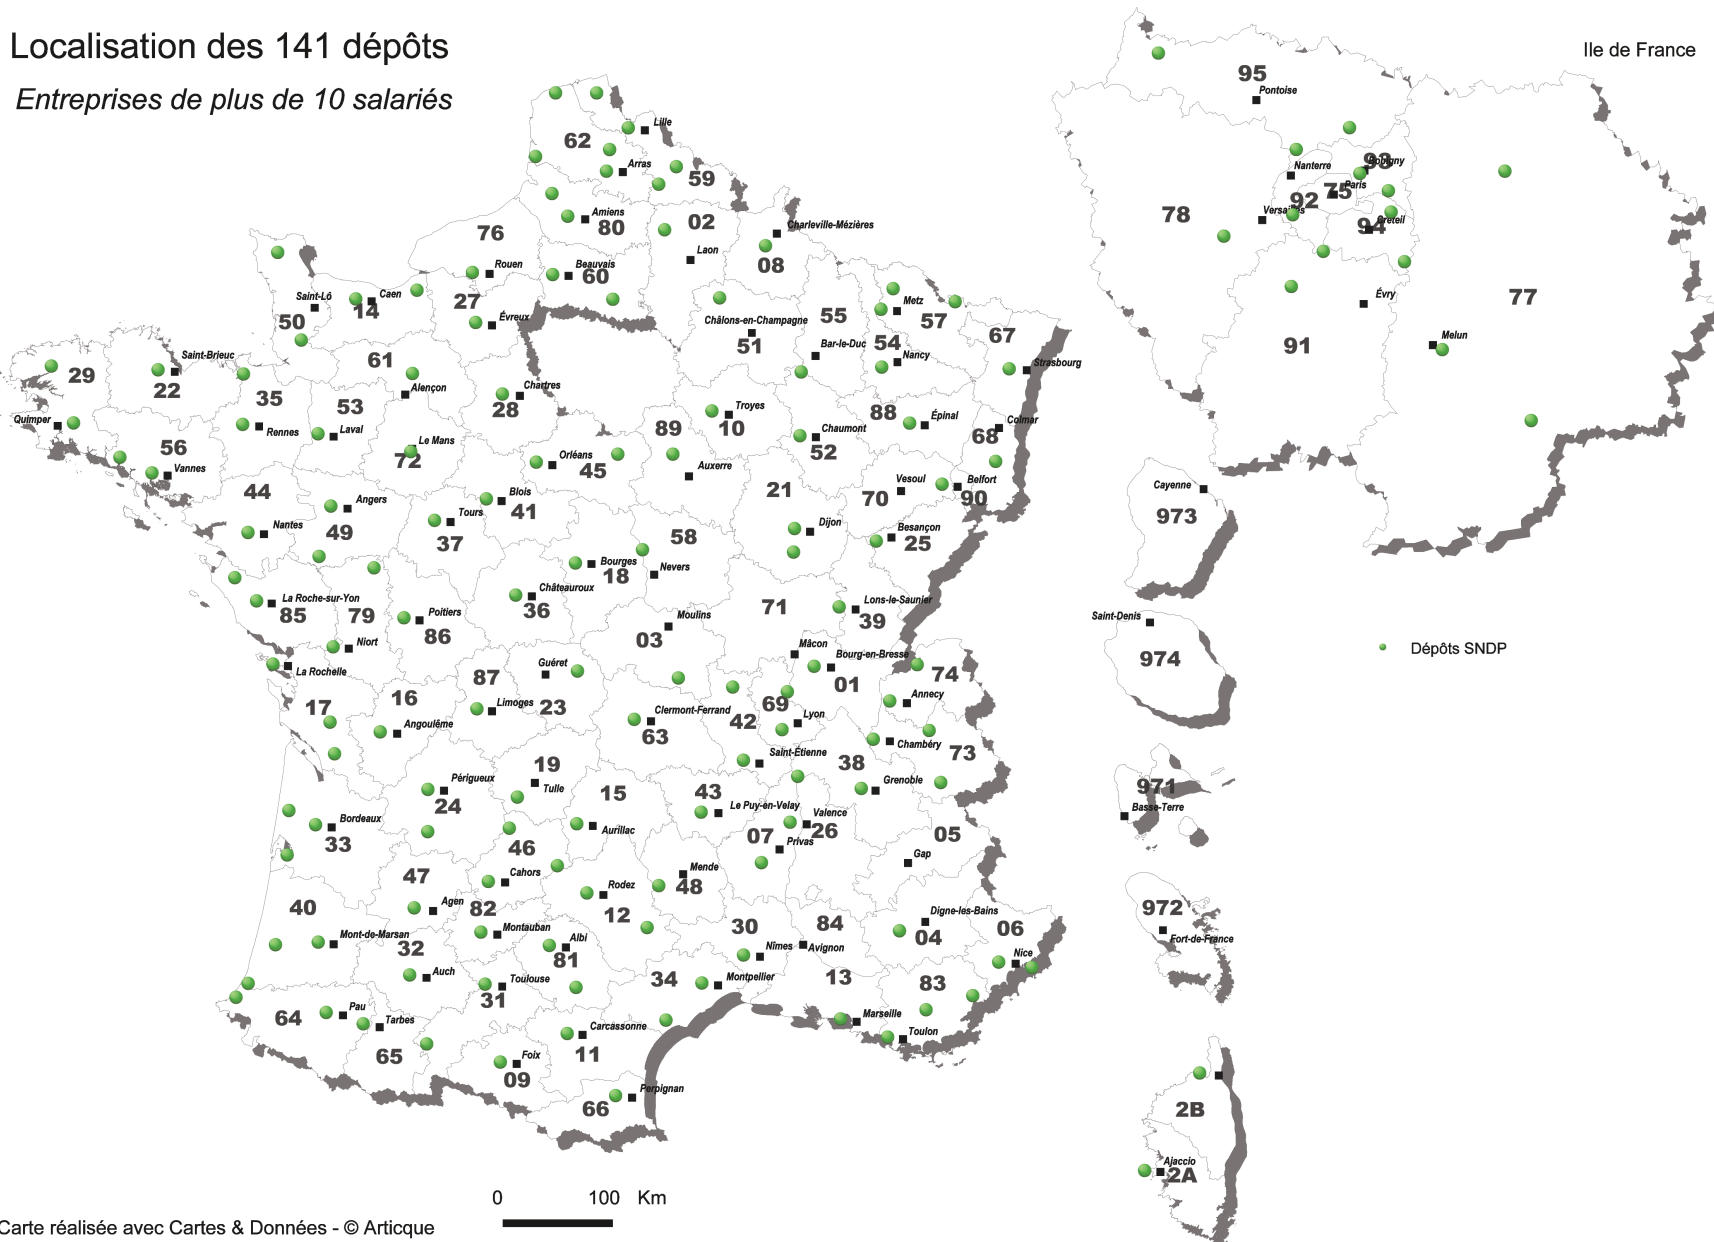 Localisation des 141 dépôts
Entreprises de plus de 10 salariés
Ile de France
95
Pontoise
Lille
62
Arras
59
93
Bobigny
Nanterre
75
Paris
92
78
Versailles
94
Créteil
Amiens
80
02
Charleville-Mézières
76
Laon
08
Rouen
Beauvais
60
Évry
77
Saint-Lô
Caen
14
27
Évreux
50
Metz
55
57
Châlons-en-Champagne
51
67
91
Melun
Bar-le-Duc
54
Nancy
Strasbourg
29
Saint-Brieuc
22
61
Alençon
Chartres
28
35
53
Quimper
Rennes
Laval
Troyes
10
88
Épinal
Colmar
68
89
Chaumont
52
56
Vannes
Le Mans
72
Orléans
45
Auxerre
Vesoul
70
Belfort
90
Cayenne
973
44
Angers
49
Nantes
Blois
41
Tours
37
21
Dijon
Besançon
25
58
Bourges
18
Nevers
La Roche-sur-Yon
85
79
Poitiers
86
Châteauroux
36
Moulins
03
71
Lons-le-Saunier
39
Saint-Denis
974
Niort
La Rochelle
Mâcon
Bourg-en-Bresse
01
74
Annecy
Dépôts SNDP
Guéret
23
87
Limoges
16
17
Angoulême
Clermont-Ferrand
63
42
69
Lyon
Chambéry
73
Saint-Étienne
38
Grenoble
19
Tulle
Périgueux
24
15
43
Le Puy-en-Velay
Valence
26
971
Basse-Terre
Bordeaux
33
Aurillac
46
07
Privas
05
Gap
Cahors
47
Agen
82
Mende
48
Rodez
12
40
Mont-de-Marsan
32
Montauban
Albi
81
30
Nîmes
84
Avignon
Digne-les-Bains
04
06
Nice
972
Fort-de-France
Auch
Toulouse
31
34
Montpellier
13
83
64
Pau
Tarbes
65
Carcassonne
11
Marseille
Toulon
Foix
09
Perpignan
66
2B
Ajaccio
2A
0 100 Km
Carte réalisée avec Cartes & Données - © Articque